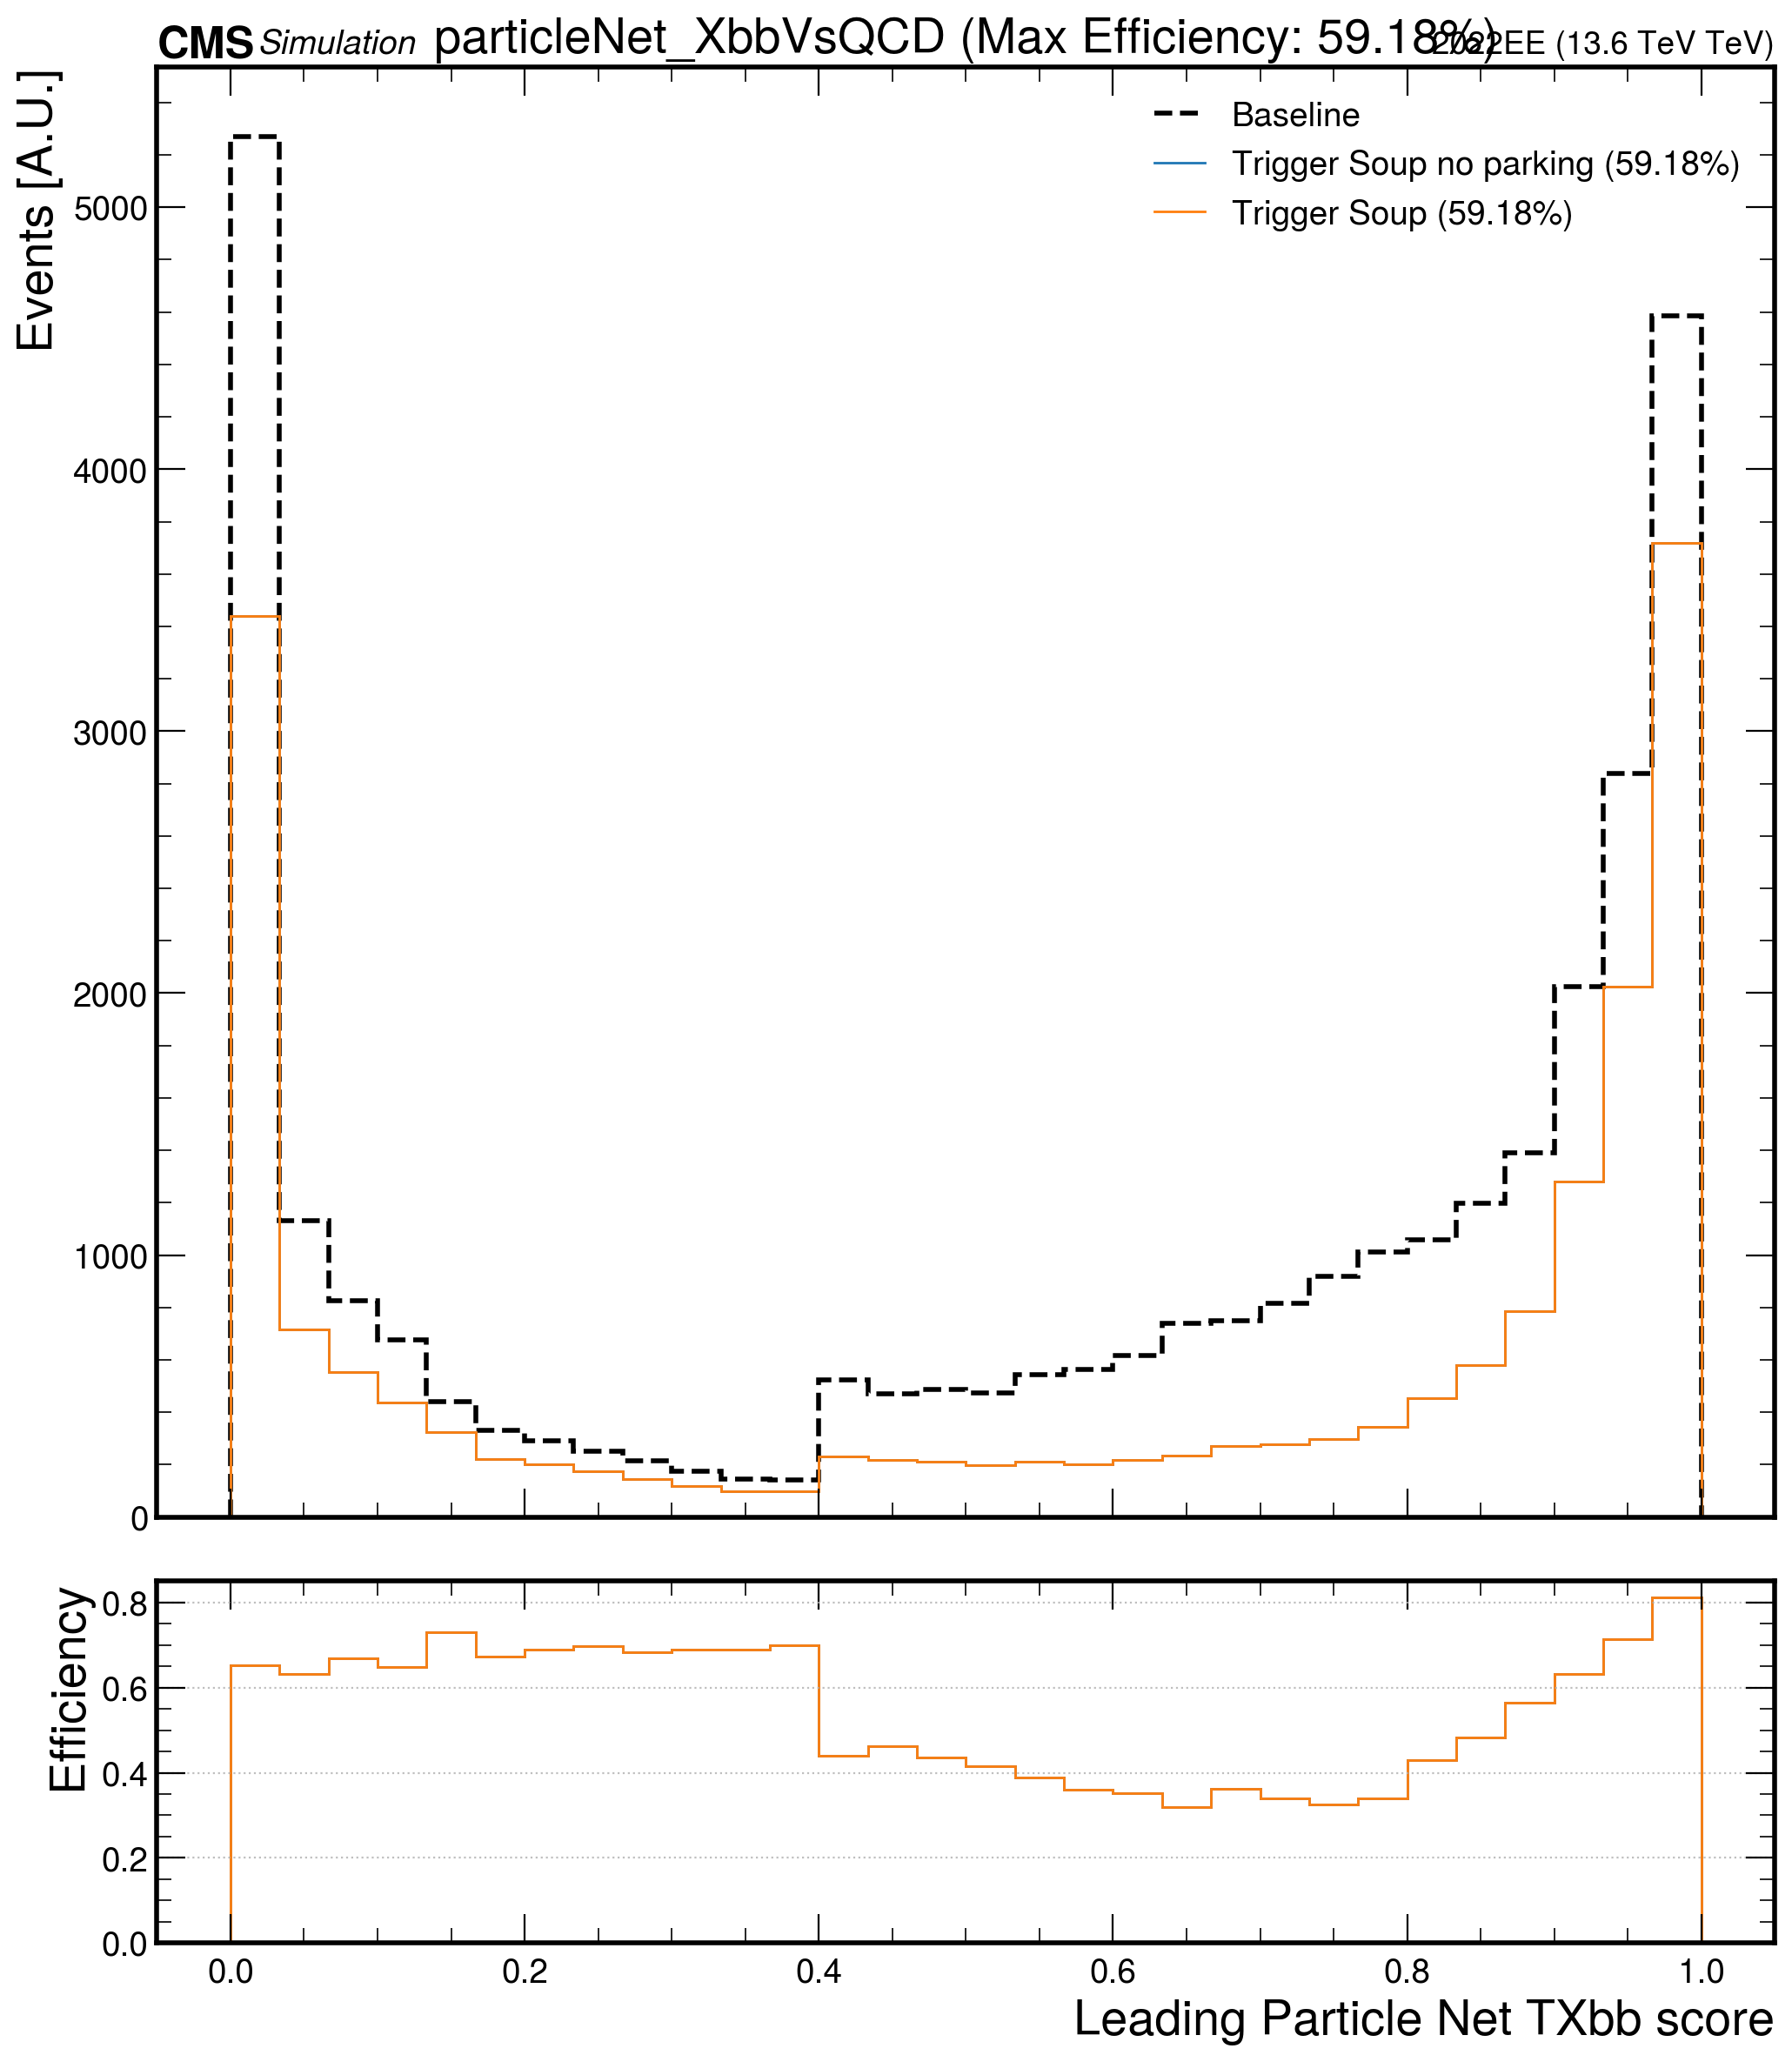 CMS Simulation particleNet_XbbVsQCD (Max Efficiency: 59.18%) 2022EE (13.6 TeV TeV)
Events [A.U.]
Baseline
Trigger Soup no parking (59.18%)
Trigger Soup (59.18%)
5000
4000
3000
2000
1000
0
Efficiency
0.8
0.6
0.4
0.2
0.0
0.0 0.2 0.4 0.6 0.8 1.0
Leading Particle Net TXbb score